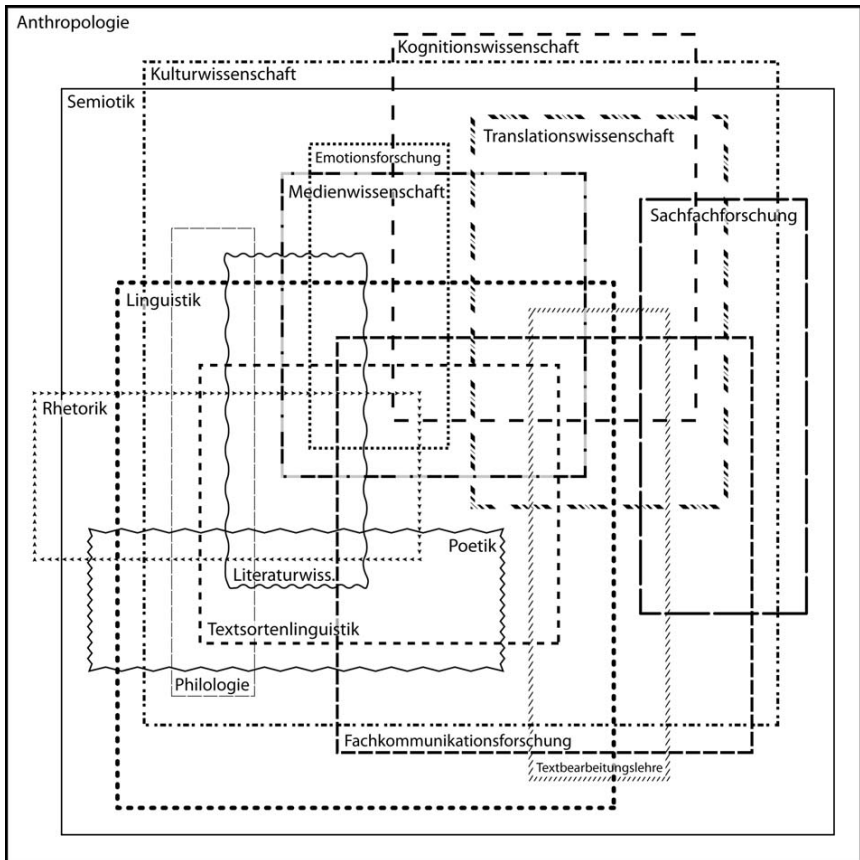 Anthropologie
Kognitionswissenschaft
Kulturwissenschaft
Semiotik
Translationswissenschaft
Emotionsforschung
Medienwissenschaft
Sachfachforschung
Linguistik
Rhetorik
Poetik
Literaturwiss.
Textsortenlinguistik
Philologie
Fachkommunikationsforschung
Textbearbeitungslehre